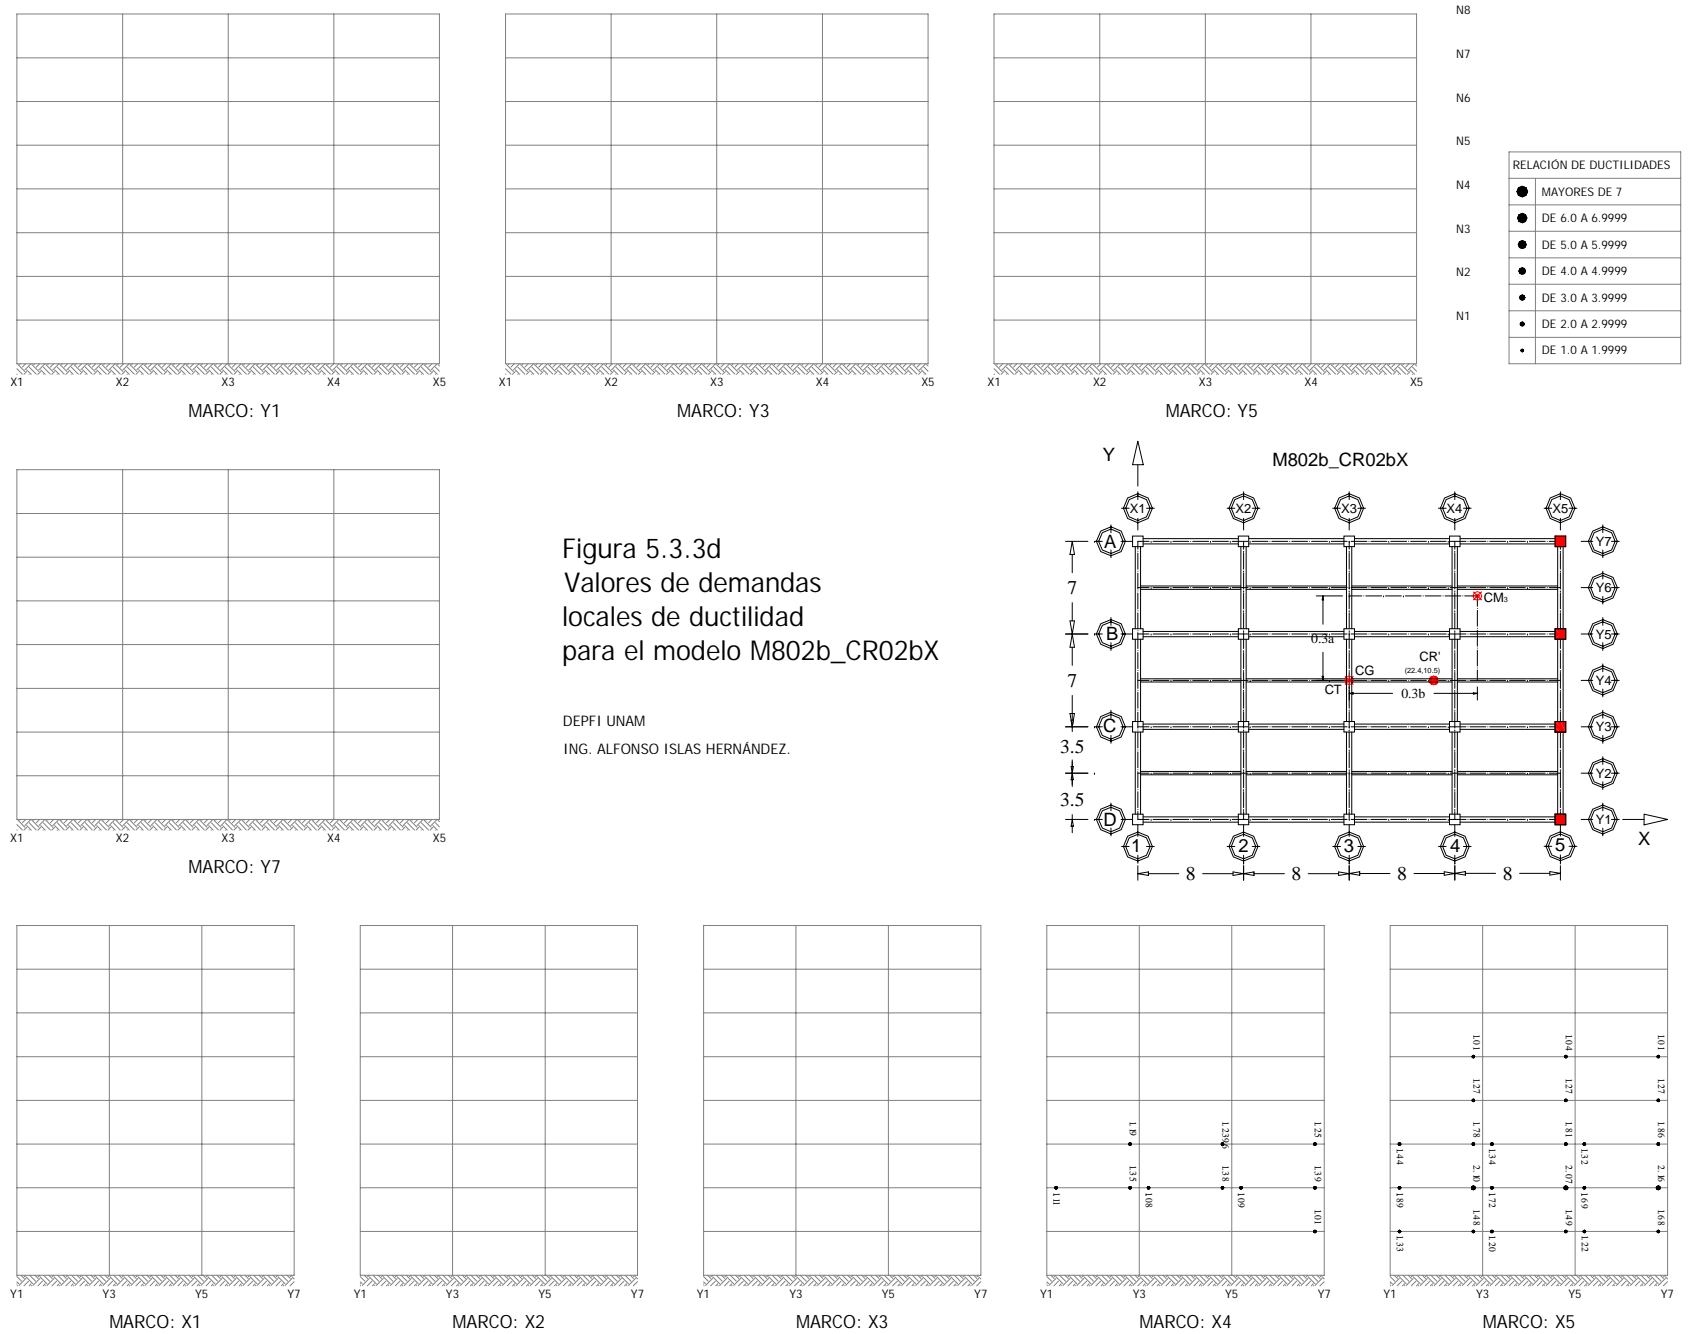 N8
N7
N6
N5
N4
N3
N2
N1
RELACIÓN DE DUCTILIDADES
MAYORES DE 7
DE 6.0 A 6.9999
DE 5.0 A 5.9999
DE 4.0 A 4.9999
DE 3.0 A 3.9999
DE 2.0 A 2.9999
DE 1.0 A 1.9999
X1 X2 X3 X4 X5
MARCO: Y1
X1 X2 X3 X4 X5
MARCO: Y3
X1 X2 X3 X4 X5
MARCO: Y5
X1 X2 X3 X4 X5
MARCO: Y7
Figura 5.3.3d
Valores de demandas
locales de ductilidad
para el modelo M802b_CR02bX
DEPFI UNAM
ING. ALFONSO ISLAS HERNÁNDEZ.
M802b_CR02bX
Y
X1 X2 X3 X4 X5
A Y7
7
Y6
CM3
B Y5
0.3a
CR'
(22.4,10.5)
CG
7
Y4
CT
0.3b
C Y3
3.5
Y2
3.5
D Y1
X
1 2 3 4 5
8 8 8 8
Y1 Y3 Y5 Y7
MARCO: X1
Y1 Y3 Y5 Y7
MARCO: X2
Y1 Y3 Y5 Y7
MARCO: X3
1.19 1.25
1.35 1.38 1.39
1.11 1.08 1.09
1.01
Y1 Y3 Y5 Y7
MARCO: X4
1.01 1.04 1.01
1.27 1.27 1.27
1.78 1.81 1.86
1.44 1.34 1.32
2.10 2.07 2.16
1.89 1.72 1.69
1.48 1.49 1.68
1.33 1.20 1.22
Y1 Y3 Y5 Y7
MARCO: X5